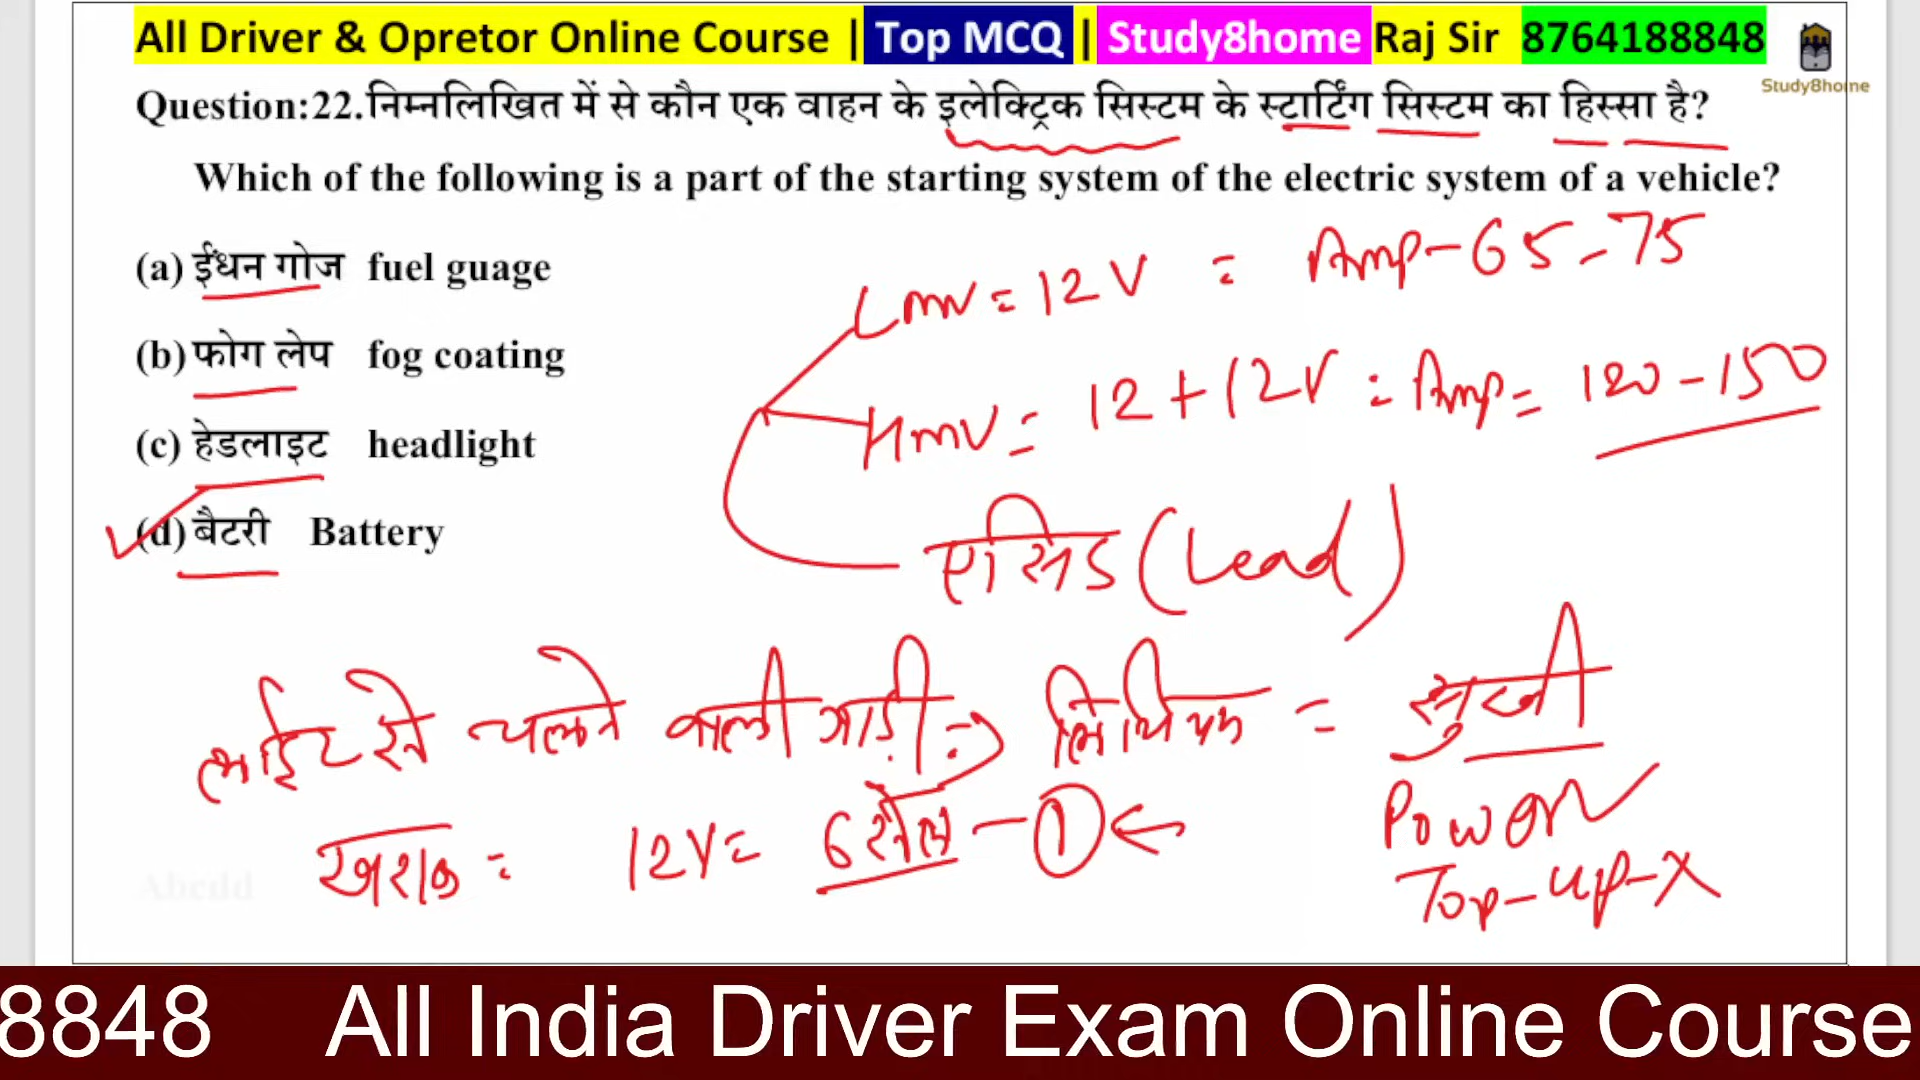 All Driver & Opretor Online Course | Top MCQ | Study8home Raj Sir 8764188848
Study8home
Question:22.निम्नलिखित में से कौन एक वाहन के इलेक्ट्रिक सिस्टम के स्टार्टिंग सिस्टम का हिस्सा है?
Which of the following is a part of the starting system of the electric system of a vehicle?
(a) ईंधन गोज fuel guage
(b) फोग लेप fog coating
(c) हेडलाइट headlight
(d) बैटरी Battery
Lmv = 12V = Amp-65-75
Hmv = 12+12V = Amp = 120-150
एसिड (Lead)
लाईट से चलने वाली गाड़ी लिथियम = सुखी
12V= 6 सेल - 1
Power
Top-up-X
Abcdd
8848 All India Driver Exam Online Course